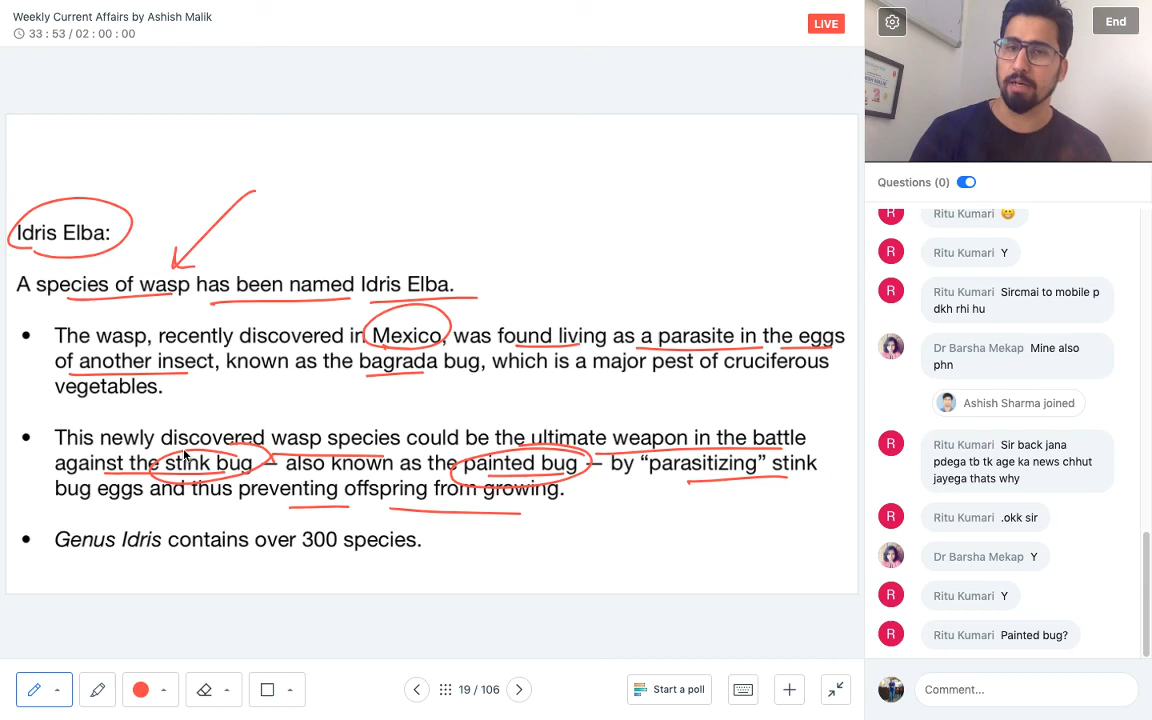 Weekly Current Affairs by Ashish Malik
33 : 53 / 02 : 00 : 00
LIVE
End
Idris Elba:
A species of wasp has been named Idris Elba.
• The wasp, recently discovered in Mexico, was found living as a parasite in the eggs
of another insect, known as the bagrada bug, which is a major pest of cruciferous
vegetables.
• This newly discovered wasp species could be the ultimate weapon in the battle
against the stink bug — also known as the painted bug — by “parasitizing” stink
bug eggs and thus preventing offspring from growing.
• Genus Idris contains over 300 species.
19 / 106
Start a poll
Questions (0)
R Ritu Kumari 😁
R Ritu Kumari Y
R Ritu Kumari Sircmai to mobile p
dkh rhi hu
Dr Barsha Mekap Mine also
phn
Ashish Sharma joined
R Ritu Kumari Sir back jana
pdega tb tk age ka news chhut
jayega thats why
R Ritu Kumari .okk sir
Dr Barsha Mekap Y
R Ritu Kumari Y
R Ritu Kumari Painted bug?
Comment...